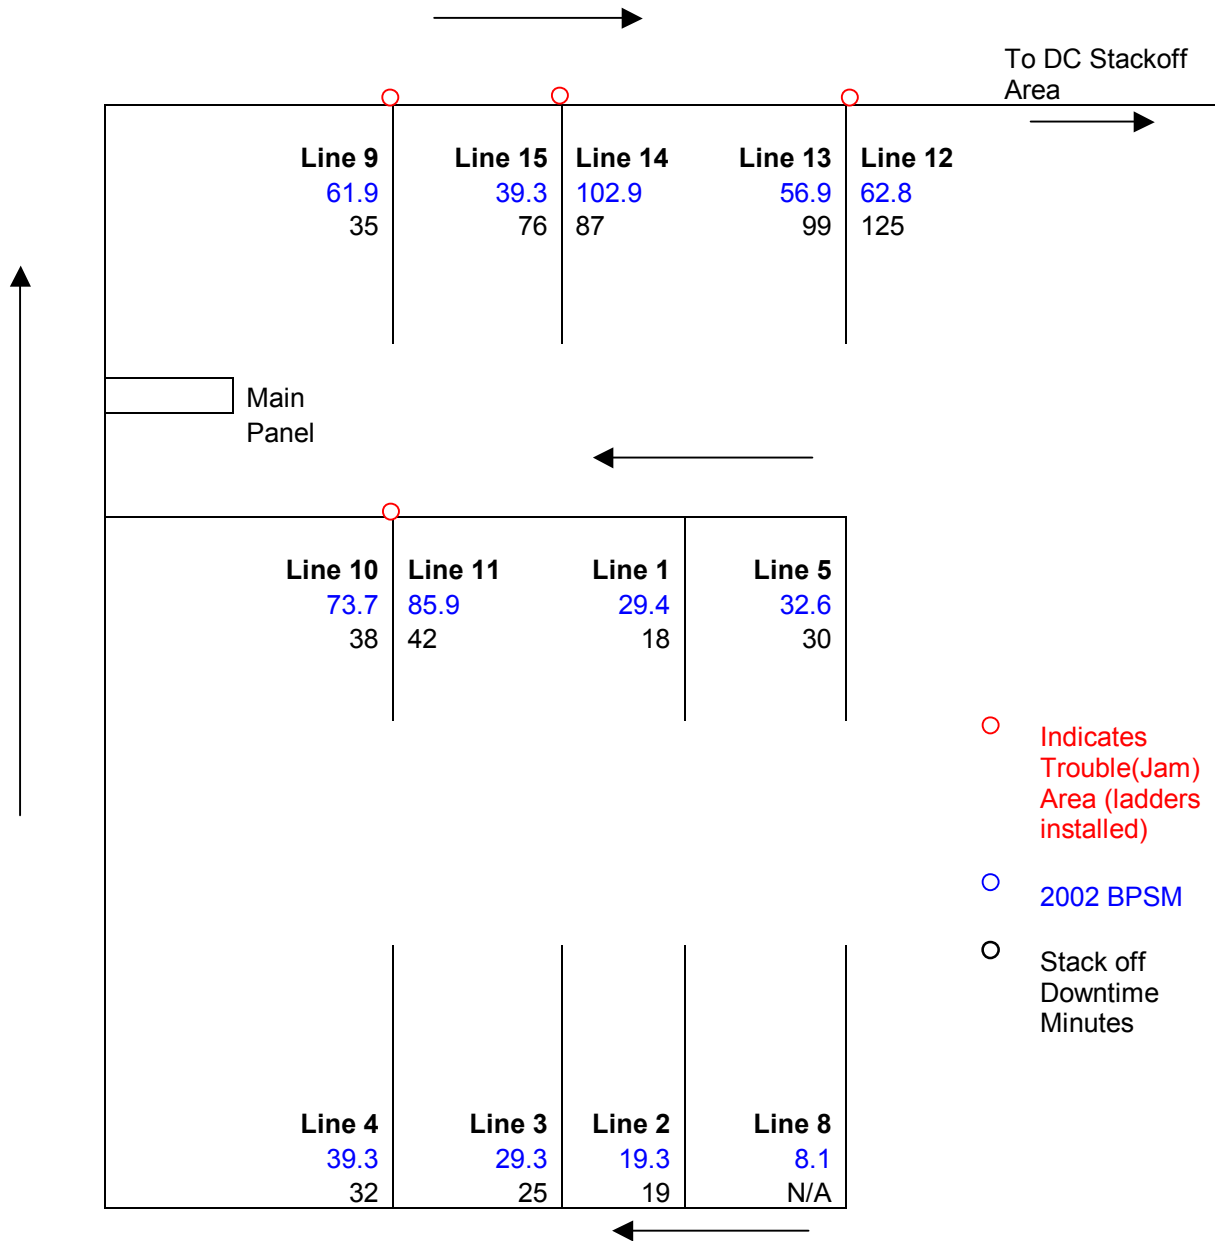 To DC Stackoff
Area
Line 9 Line 15 Line 14 Line 13 Line 12
61.9 39.3 102.9 56.9 62.8
35 76 87 99 125
Main
Panel
Line 10 Line 11 Line 1 Line 5
73.7 85.9 29.4 32.6
38 42 18 30
Indicates
Trouble(Jam)
Area (ladders
installed)
2002 BPSM
Stack off
Downtime
Minutes
Line 4 Line 3 Line 2 Line 8
39.3 29.3 19.3 8.1
32 25 19 N/A